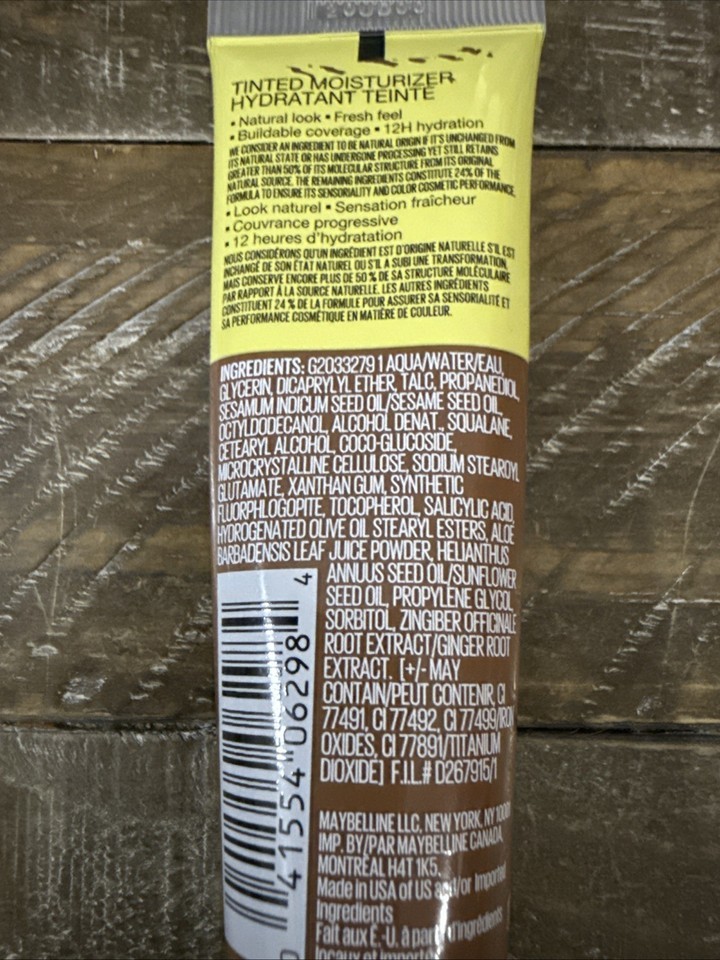 TINTED MOISTURIZER
HYDRATANT TEINTÉ
▪ Natural look ▪ Fresh feel
▪ Buildable coverage ▪ 12H hydration
WE CONSIDER AN INGREDIENT TO BE NATURAL ORIGIN IF IT'S UNCHANGED FROM
ITS NATURAL STATE OR HAS UNDERGONE PROCESSING YET STILL RETAINS
GREATER THAN 50% OF ITS MOLECULAR STRUCTURE FROM ITS ORIGINAL
NATURAL SOURCE. THE REMAINING INGREDIENTS CONSTITUTE 24% OF THE
FORMULA TO ENSURE ITS SENSORIALITY AND COLOR COSMETIC PERFORMANCE.
▪ Look naturel ▪ Sensation fraîcheur
▪ Couvrance progressive
▪ 12 heures d'hydratation
NOUS CONSIDÉRONS QU'UN INGRÉDIENT EST D'ORIGINE NATURELLE S'IL EST
INCHANGÉ DE SON ÉTAT NATUREL OU S'IL A SUBI UNE TRANSFORMATION,
MAIS CONSERVE ENCORE PLUS DE 50 % DE SA STRUCTURE MOLÉCULAIRE
PAR RAPPORT À LA SOURCE NATURELLE. LES AUTRES INGRÉDIENTS
CONSTITUENT 24 % DE LA FORMULE POUR ASSURER SA SENSORIALITÉ ET
SA PERFORMANCE COSMÉTIQUE EN MATIÈRE DE COULEUR.
INGREDIENTS: G2033279 1 AQUA/WATER/EAU,
GLYCERIN, DICAPRYLYL ETHER, TALC, PROPANEDIOL,
SESAMUM INDICUM SEED OIL/SESAME SEED OIL,
OCTYLDODECANOL, ALCOHOL DENAT., SQUALANE,
CETEARYL ALCOHOL, COCO-GLUCOSIDE,
MICROCRYSTALLINE CELLULOSE, SODIUM STEAROYL
GLUTAMATE, XANTHAN GUM, SYNTHETIC
FLUORPHLOGOPITE, TOCOPHEROL, SALICYLIC ACID,
HYDROGENATED OLIVE OIL STEARYL ESTERS, ALOE
BARBADENSIS LEAF JUICE POWDER, HELIANTHUS
ANNUUS SEED OIL/SUNFLOWER
SEED OIL, PROPYLENE GLYCOL,
SORBITOL, ZINGIBER OFFICINALE
ROOT EXTRACT/GINGER ROOT
EXTRACT. [+/- MAY
CONTAIN/PEUT CONTENIR, CI
77491, CI 77492, CI 77499/IRON
OXIDES, CI 77891/TITANIUM
DIOXIDE] F.I.L.# D267915/1
4 41554 06298 4
MAYBELLINE LLC, NEW YORK, NY 10001
IMP. BY/PAR MAYBELLINE CANADA,
MONTRÉAL H4T 1K5.
Made in USA of US and/or Imported
Ingredients
Fait aux É.-U. à d'ingrédients
locaux et importés